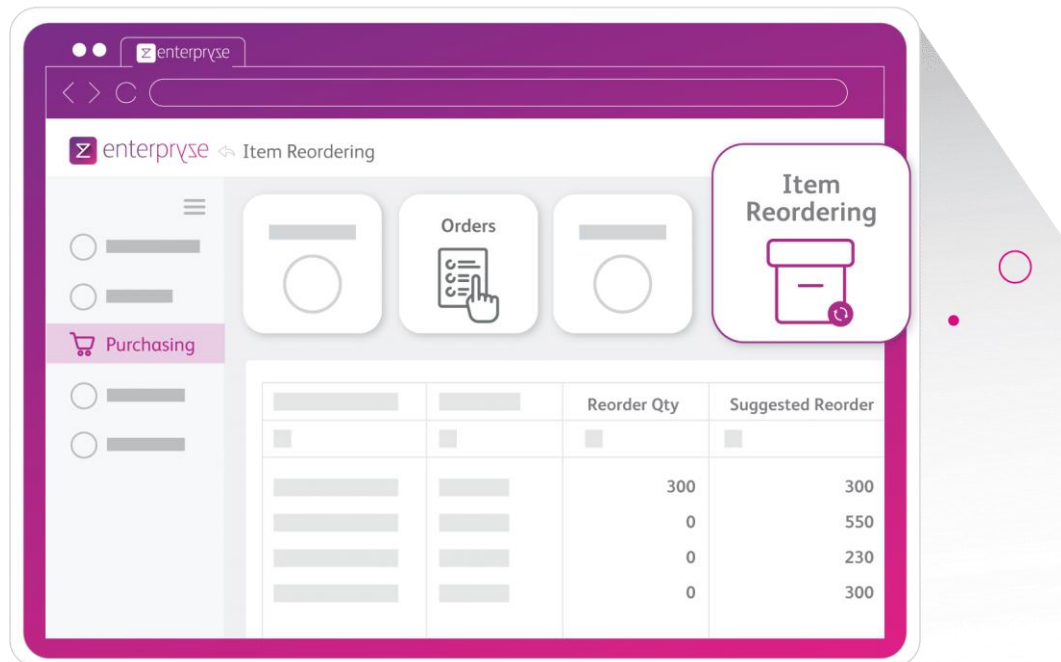 enterpryze
enterpryze Item Reordering
Item
Reordering
Orders
Purchasing
Reorder Qty Suggested Reorder
300 300
0 550
0 230
0 300